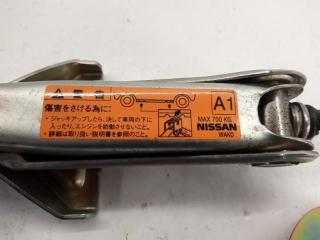 警告
傷害をさける為に:
・ジャッキアップしたら、決して車両の下に
入ったり、エンジンを始動させないこと。
・詳細は取り扱い説明書を参照のこと。
A1
MAX 700 KG
NISSAN
WAKO